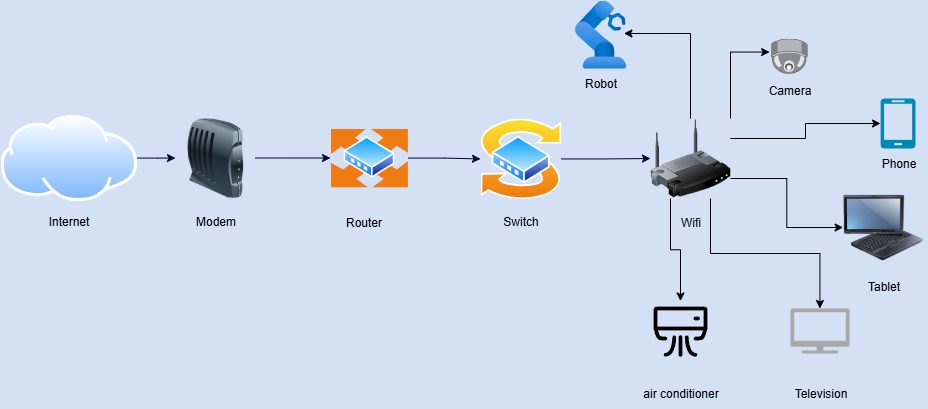 Robot
Camera
Phone
Internet
Modem
Router
Switch
Wifi
Tablet
air conditioner
Television